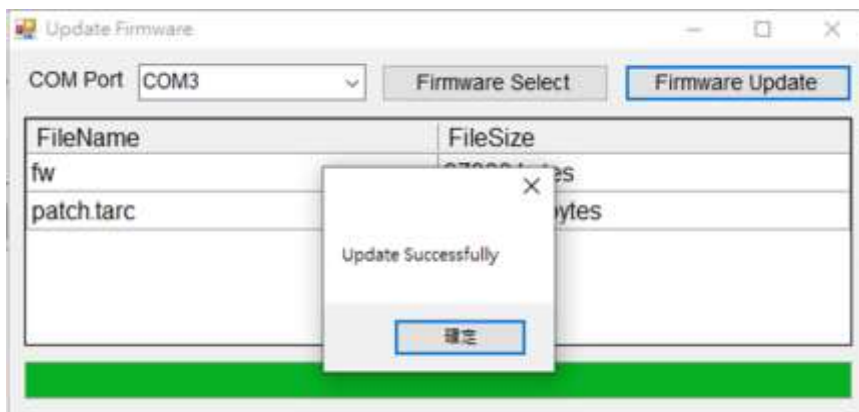 Update Firmware
COM Port COM3 Firmware Select Firmware Update
FileName FileSize
fw
patch.tarc
Update Successfully
確定